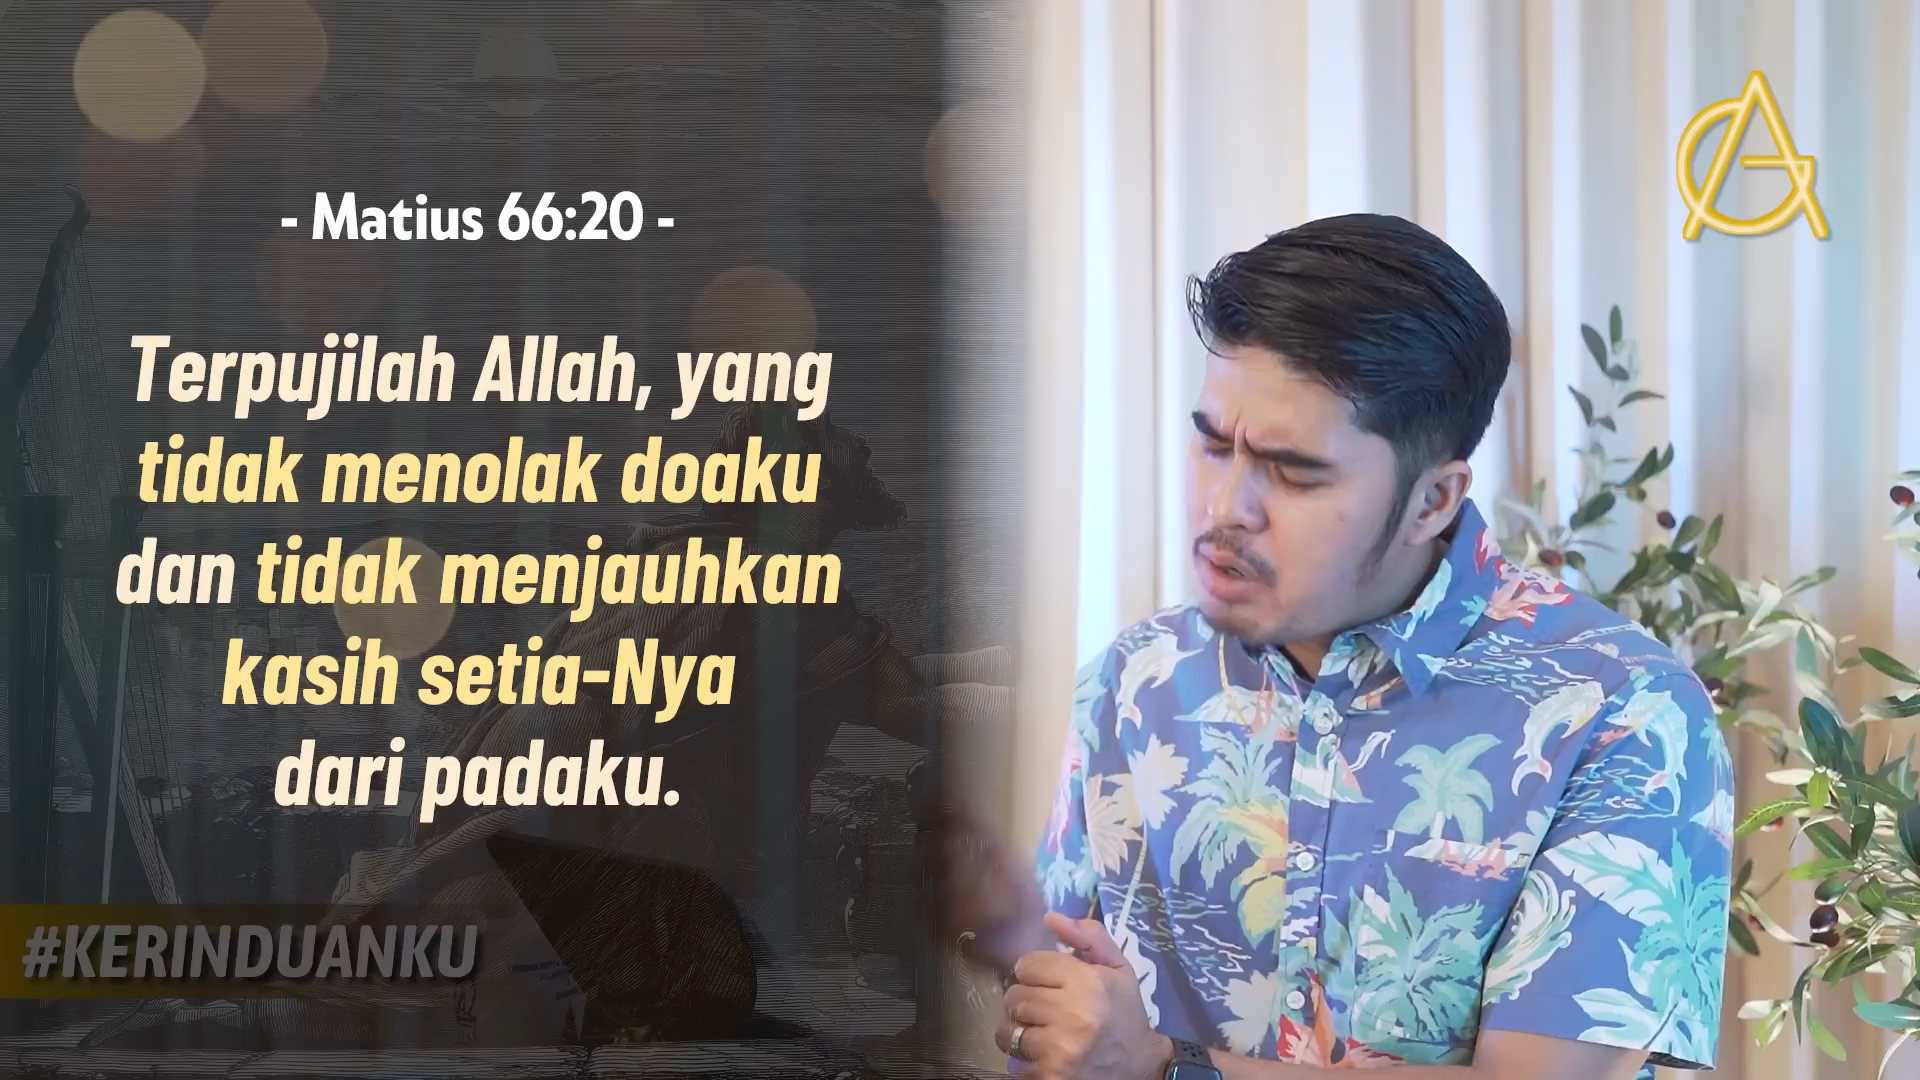 - Matius 66:20 -
Terpujilah Allah, yang
tidak menolak doaku
dan tidak menjauhkan
kasih setia-Nya
dari padaku.
#KERINDUANKU